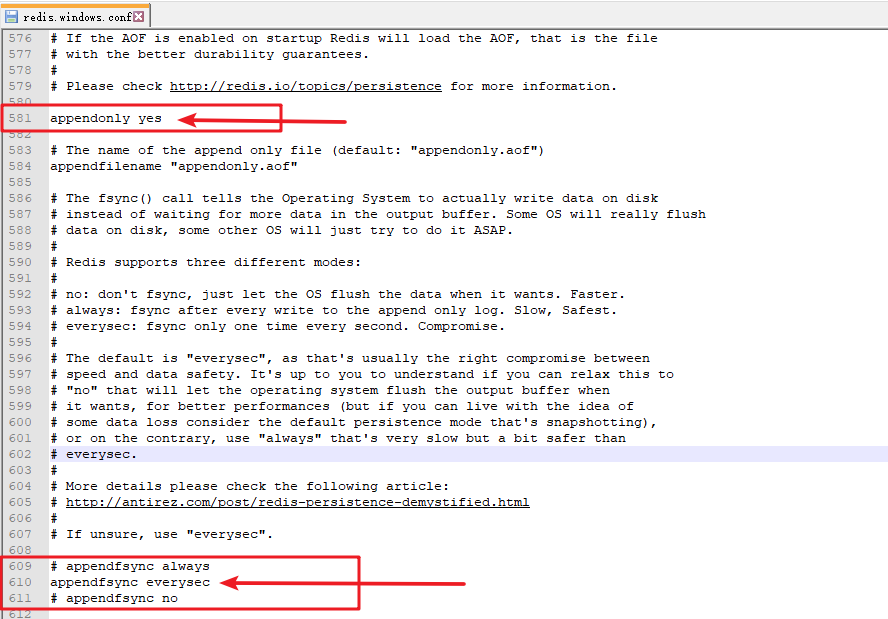 redis.windows.conf
576 # If the AOF is enabled on startup Redis will load the AOF, that is the file
577 # with the better durability guarantees.
578 #
579 # Please check http://redis.io/topics/persistence for more information.
580
581 appendonly yes
582
583 # The name of the append only file (default: "appendonly.aof")
584 appendfilename "appendonly.aof"
585
586 # The fsync() call tells the Operating System to actually write data on disk
587 # instead of waiting for more data in the output buffer. Some OS will really flush
588 # data on disk, some other OS will just try to do it ASAP.
589 #
590 # Redis supports three different modes:
591 #
592 # no: don't fsync, just let the OS flush the data when it wants. Faster.
593 # always: fsync after every write to the append only log. Slow, Safest.
594 # everysec: fsync only one time every second. Compromise.
595 #
596 # The default is "everysec", as that's usually the right compromise between
597 # speed and data safety. It's up to you to understand if you can relax this to
598 # "no" that will let the operating system flush the output buffer when
599 # it wants, for better performances (but if you can live with the idea of
600 # some data loss consider the default persistence mode that's snapshotting),
601 # or on the contrary, use "always" that's very slow but a bit safer than
602 # everysec.
603 #
604 # More details please check the following article:
605 # http://antirez.com/post/redis-persistence-demystified.html
606 #
607 # If unsure, use "everysec".
608
609 # appendfsync always
610 appendfsync everysec
611 # appendfsync no
612